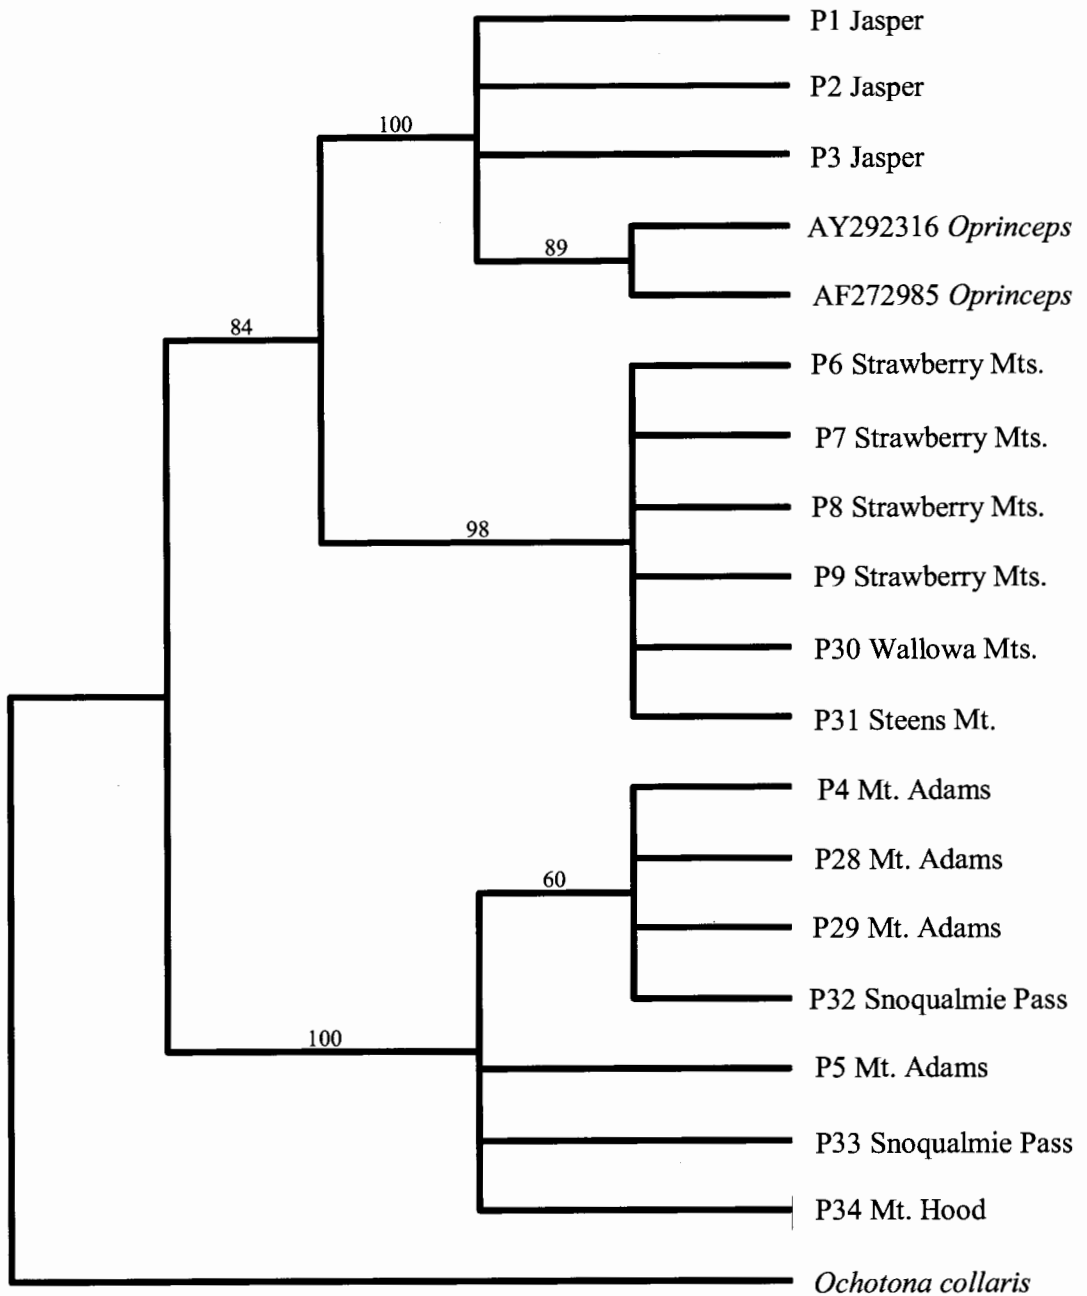 P1 Jasper
P2 Jasper
100
P3 Jasper
AY292316 Oprinceps
89
AF272985 Oprinceps
84
P6 Strawberry Mts.
P7 Strawberry Mts.
P8 Strawberry Mts.
98
P9 Strawberry Mts.
P30 Wallowa Mts.
P31 Steens Mt.
P4 Mt. Adams
P28 Mt. Adams
60
P29 Mt. Adams
P32 Snoqualmie Pass
100
P5 Mt. Adams
P33 Snoqualmie Pass
P34 Mt. Hood
Ochotona collaris